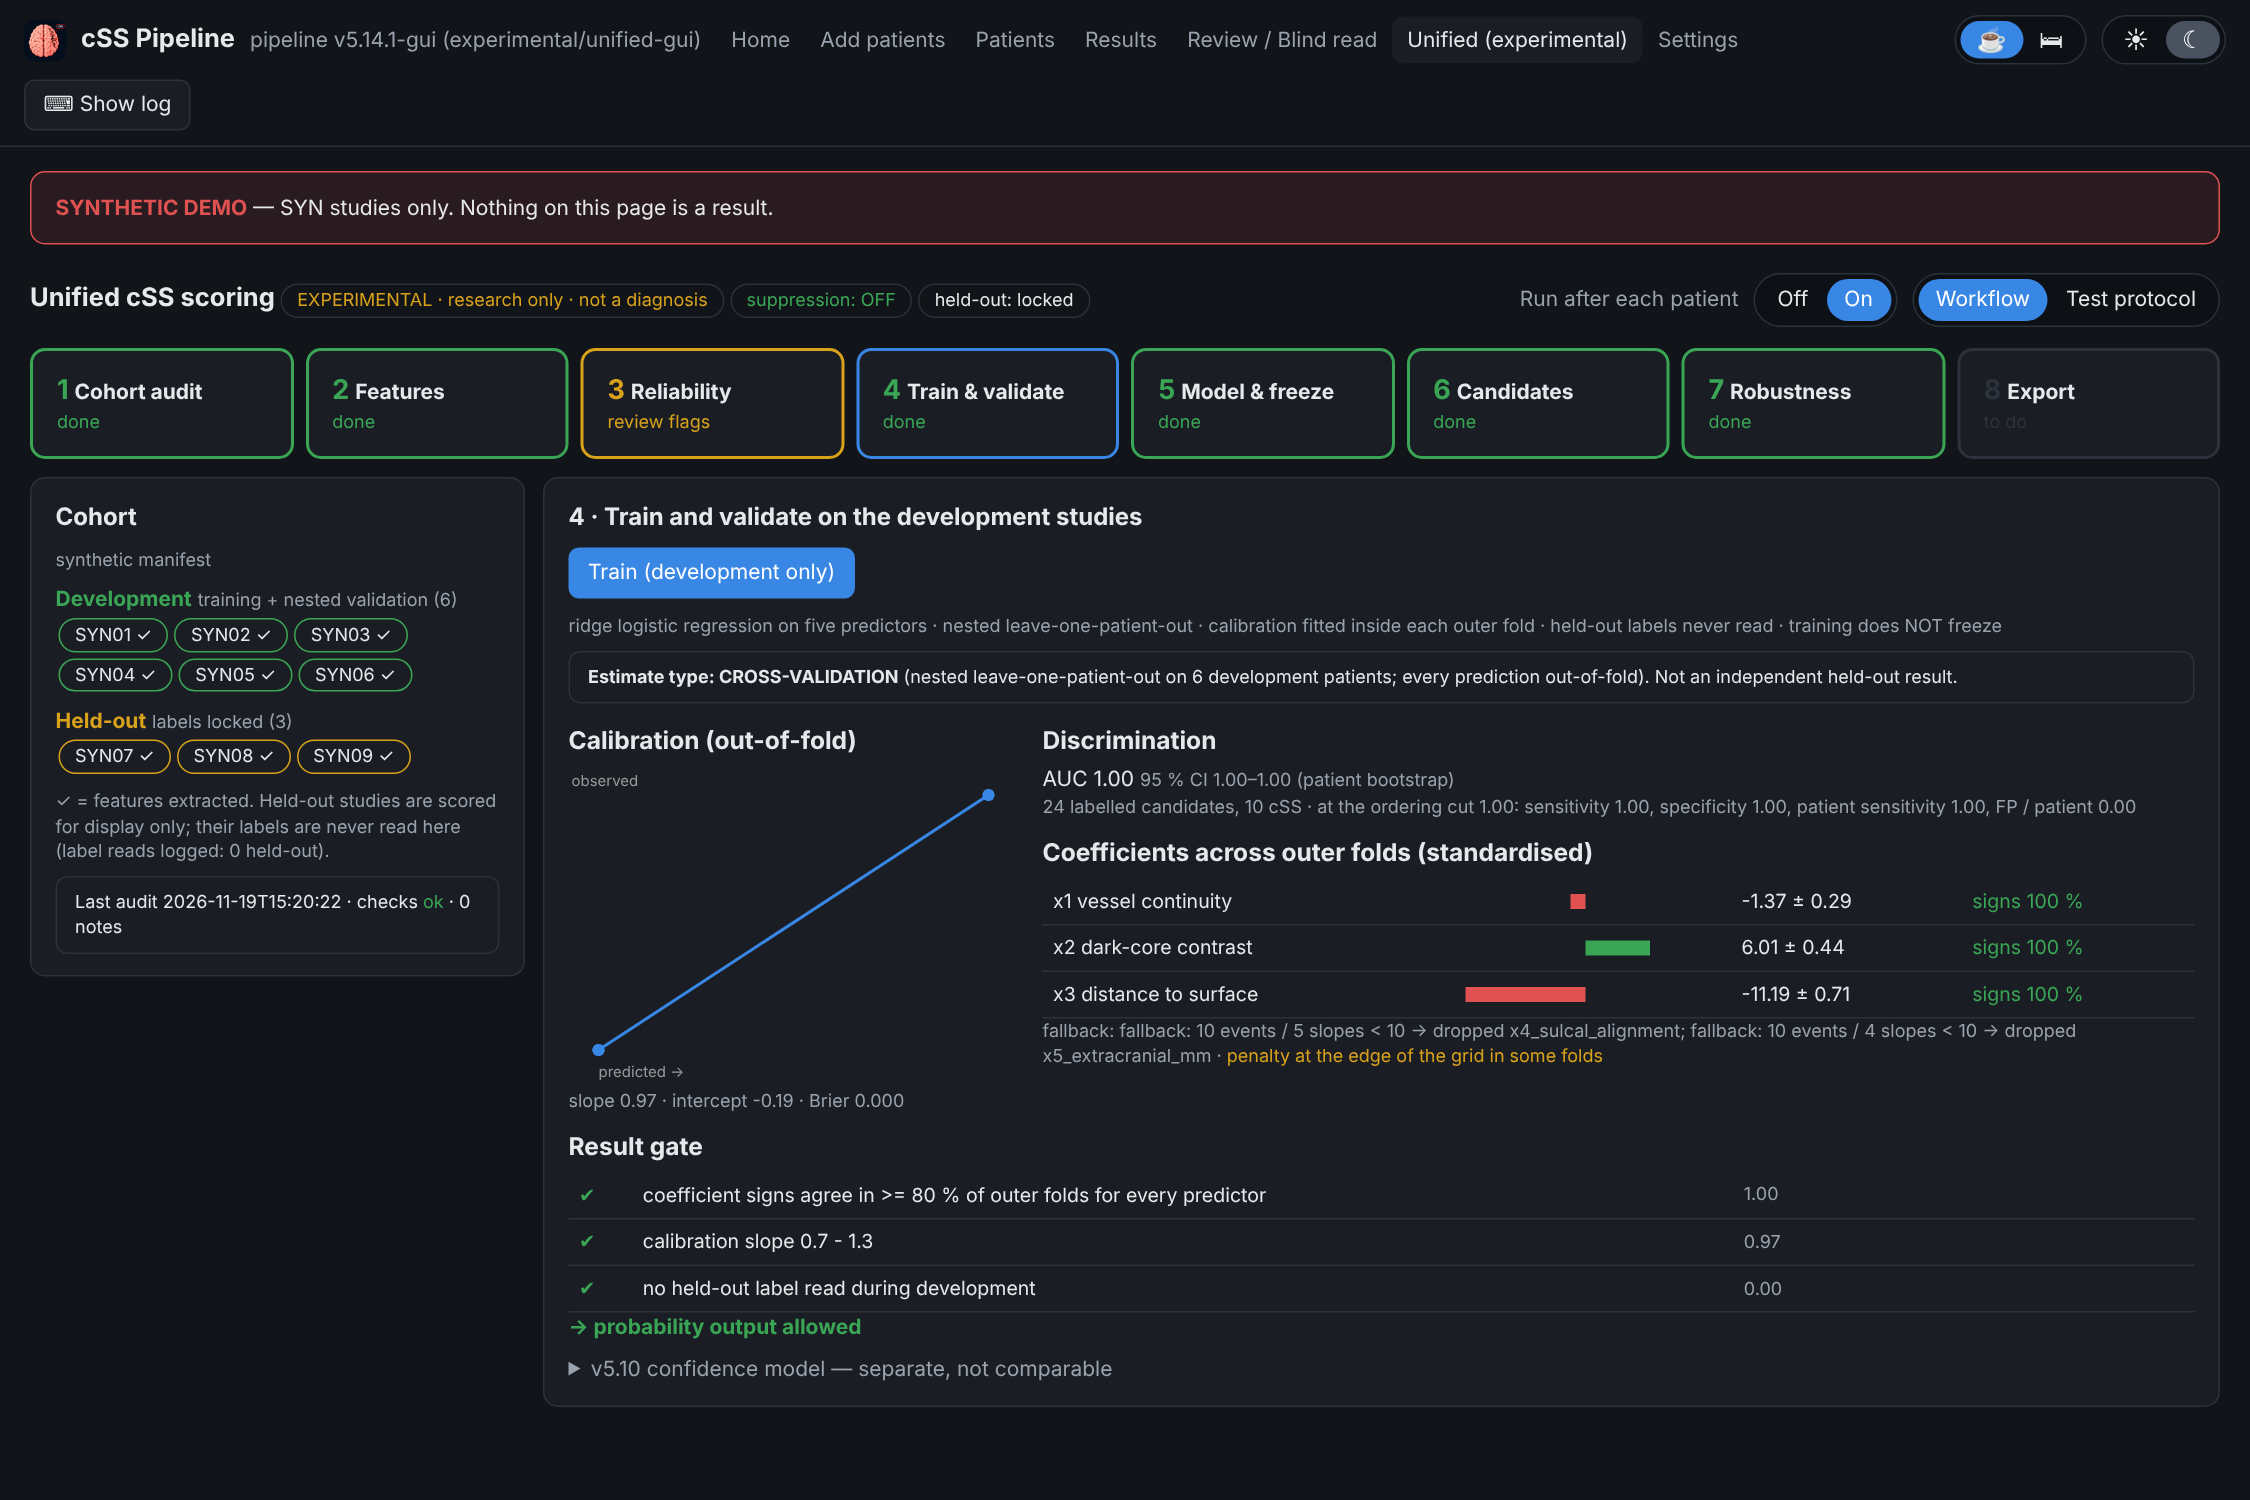 cSS Pipeline pipeline v5.14.1-gui (experimental/unified-gui) Home Add patients Patients Results Review / Blind read Unified (experimental) Settings
Show log
SYNTHETIC DEMO — SYN studies only. Nothing on this page is a result.
Unified cSS scoring EXPERIMENTAL · research only · not a diagnosis suppression: OFF held-out: locked Run after each patient Off On Workflow Test protocol
1 Cohort audit
done
2 Features
done
3 Reliability
review flags
4 Train & validate
done
5 Model & freeze
done
6 Candidates
done
7 Robustness
done
8 Export
to do
Cohort
synthetic manifest
Development training + nested validation (6)
SYN01 ✓ SYN02 ✓ SYN03 ✓
SYN04 ✓ SYN05 ✓ SYN06 ✓
Held-out labels locked (3)
SYN07 ✓ SYN08 ✓ SYN09 ✓
✓ = features extracted. Held-out studies are scored
for display only; their labels are never read here
(label reads logged: 0 held-out).
Last audit 2026-11-19T15:20:22 · checks ok · 0
notes
4 · Train and validate on the development studies
Train (development only)
ridge logistic regression on five predictors · nested leave-one-patient-out · calibration fitted inside each outer fold · held-out labels never read · training does NOT freeze
Estimate type: CROSS-VALIDATION (nested leave-one-patient-out on 6 development patients; every prediction out-of-fold). Not an independent held-out result.
Calibration (out-of-fold)
observed
predicted →
slope 0.97 · intercept -0.19 · Brier 0.000
Discrimination
AUC 1.00 95 % CI 1.00–1.00 (patient bootstrap)
24 labelled candidates, 10 cSS · at the ordering cut 1.00: sensitivity 1.00, specificity 1.00, patient sensitivity 1.00, FP / patient 0.00
Coefficients across outer folds (standardised)
x1 vessel continuity -1.37 ± 0.29 signs 100 %
x2 dark-core contrast 6.01 ± 0.44 signs 100 %
x3 distance to surface -11.19 ± 0.71 signs 100 %
fallback: fallback: 10 events / 5 slopes < 10 → dropped x4_sulcal_alignment; fallback: 10 events / 4 slopes < 10 → dropped
x5_extracranial_mm · penalty at the edge of the grid in some folds
Result gate
✔ coefficient signs agree in >= 80 % of outer folds for every predictor 1.00
✔ calibration slope 0.7 - 1.3 0.97
✔ no held-out label read during development 0.00
→ probability output allowed
▶ v5.10 confidence model — separate, not comparable